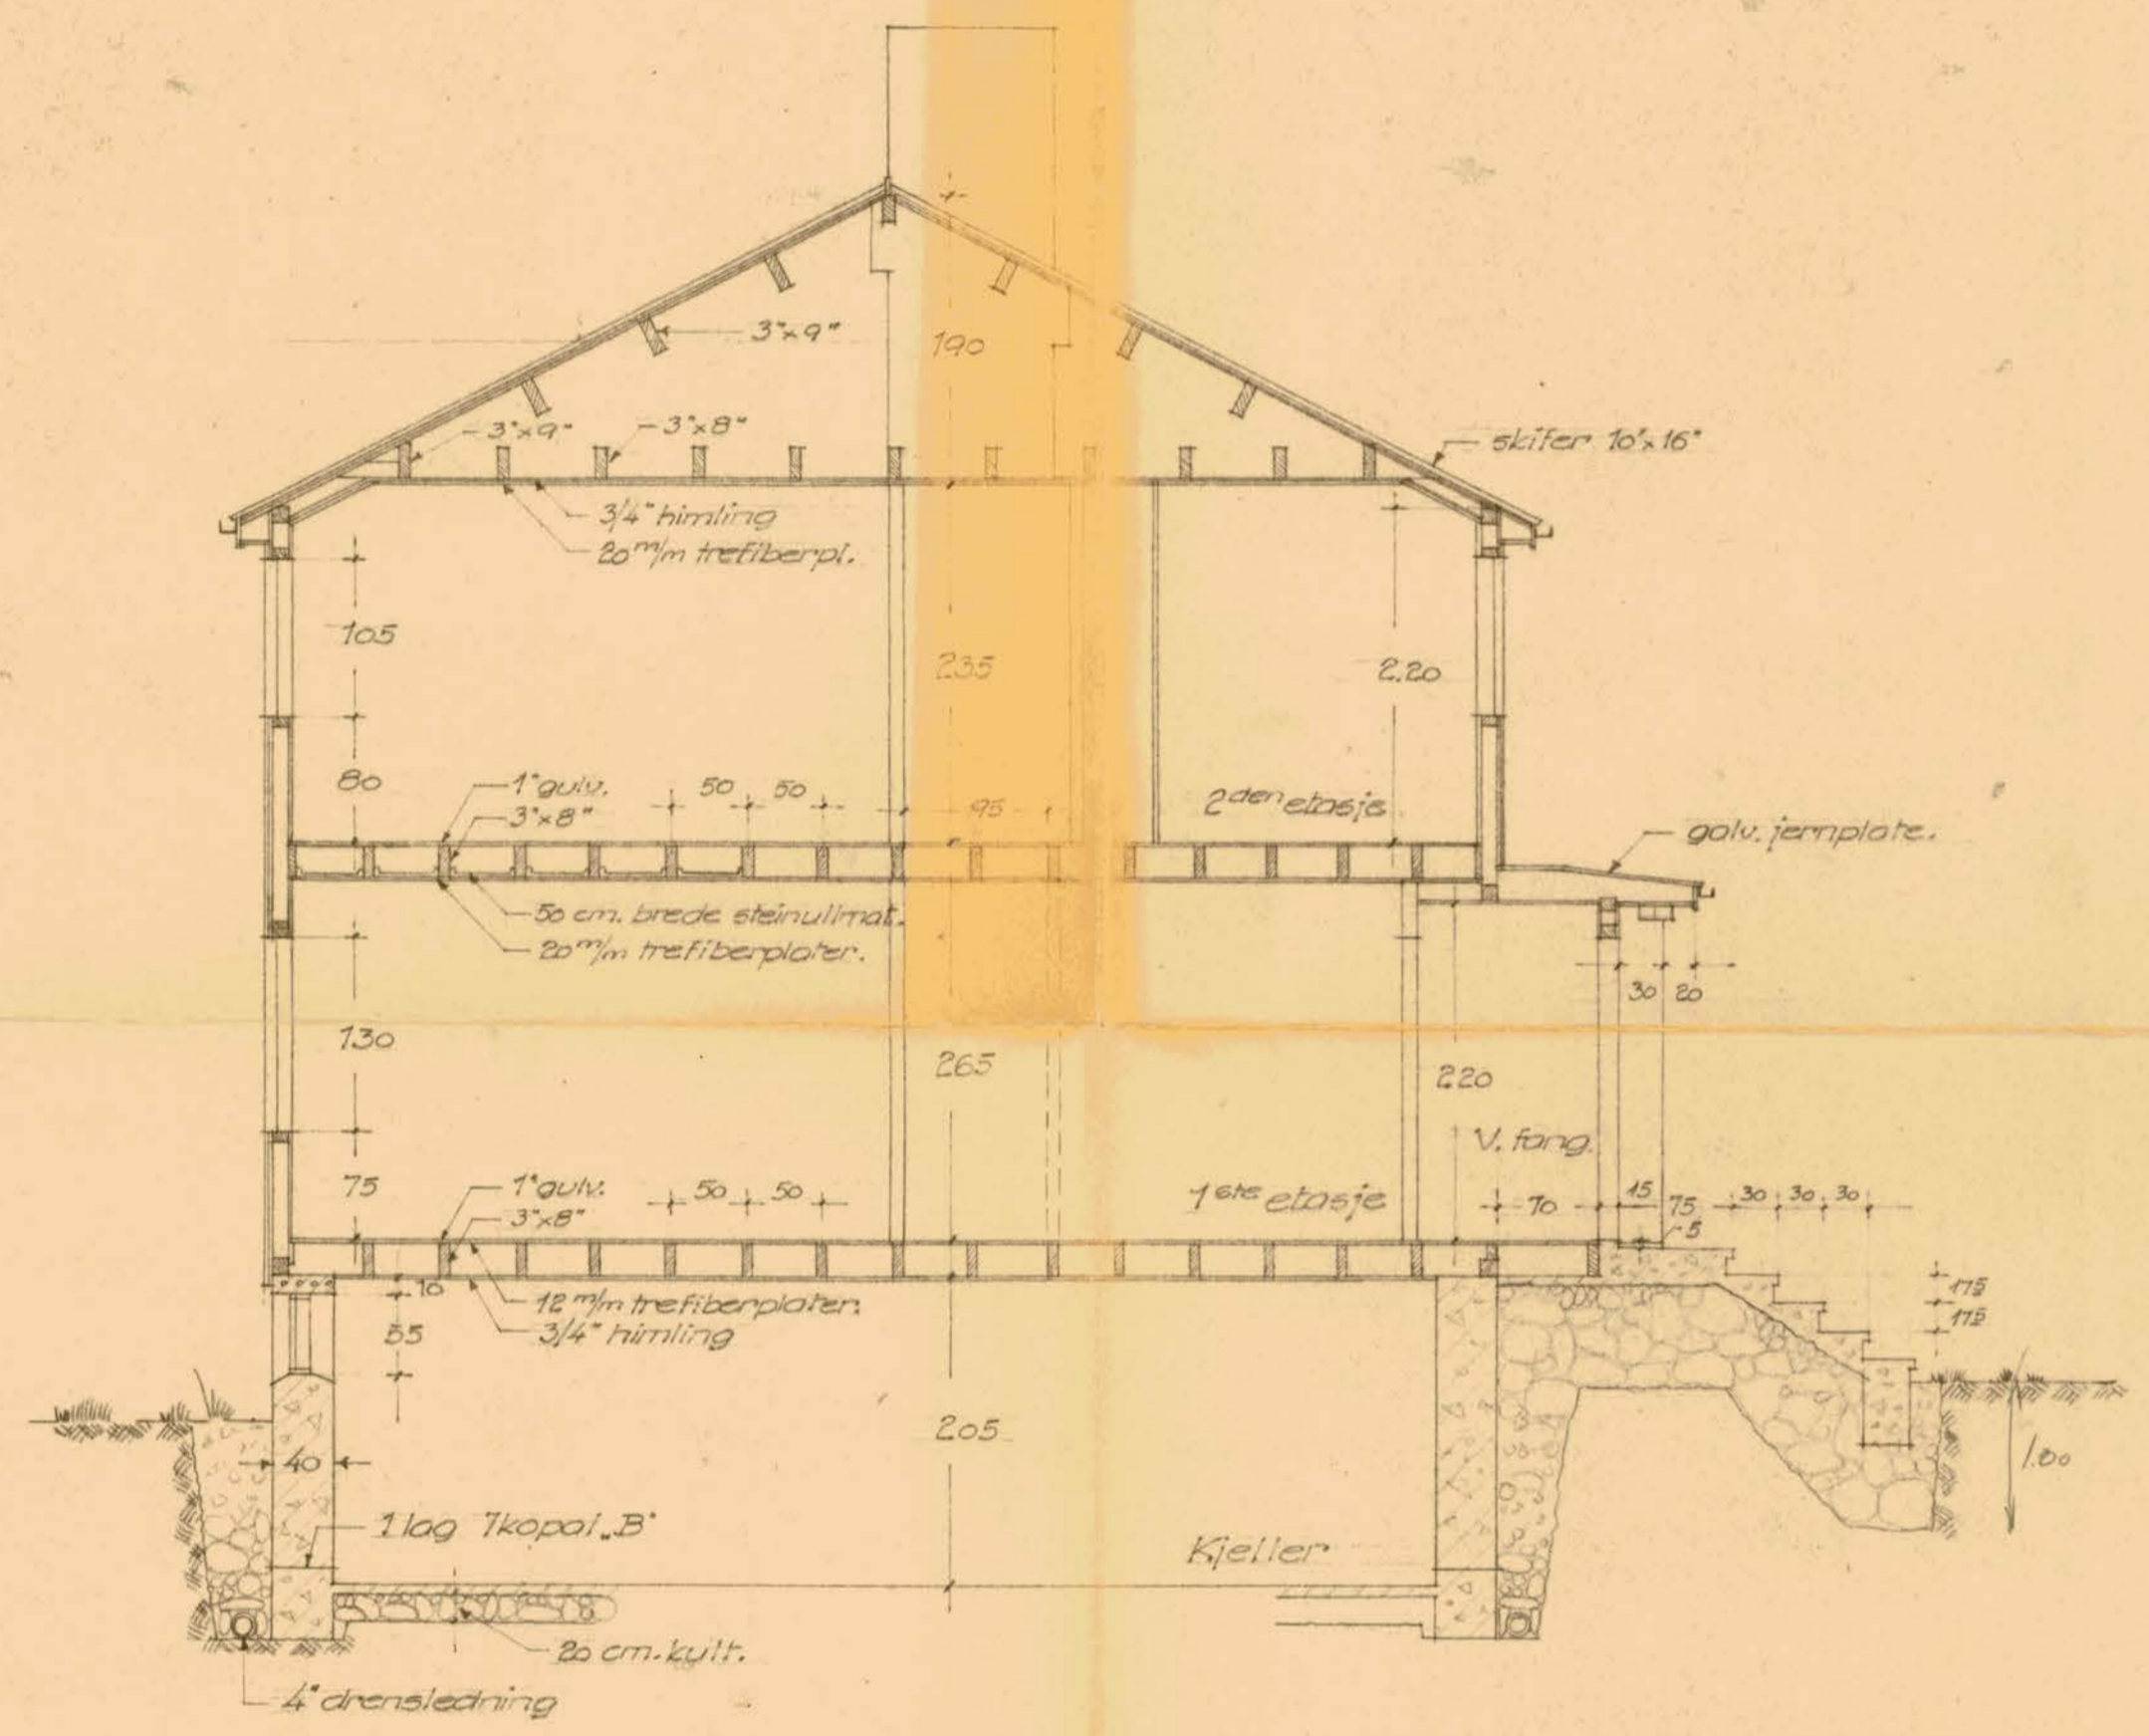 3"x9"
190
3"x9"
3"x8"
skifer 10"x16"
3/4" himling
20 m/m trefiberpl.
105
235
2.20
80
1" gulv.
3"x8"
50
50
95
2den etasje
galv. jernplate.
50 cm. brede steinullmat.
20 m/m trefiberplater.
30
20
130
265
220
V. fang.
75
1" gulv.
3"x8"
50
50
1ste etasje
70
15
75
5
30
30
30
10
12 m/m trefiberplater.
3/4" himling
55
175
175
205
40
1.00
1 lag Ikopal „B"
Kjeller
20 cm. kult.
4" drensledning